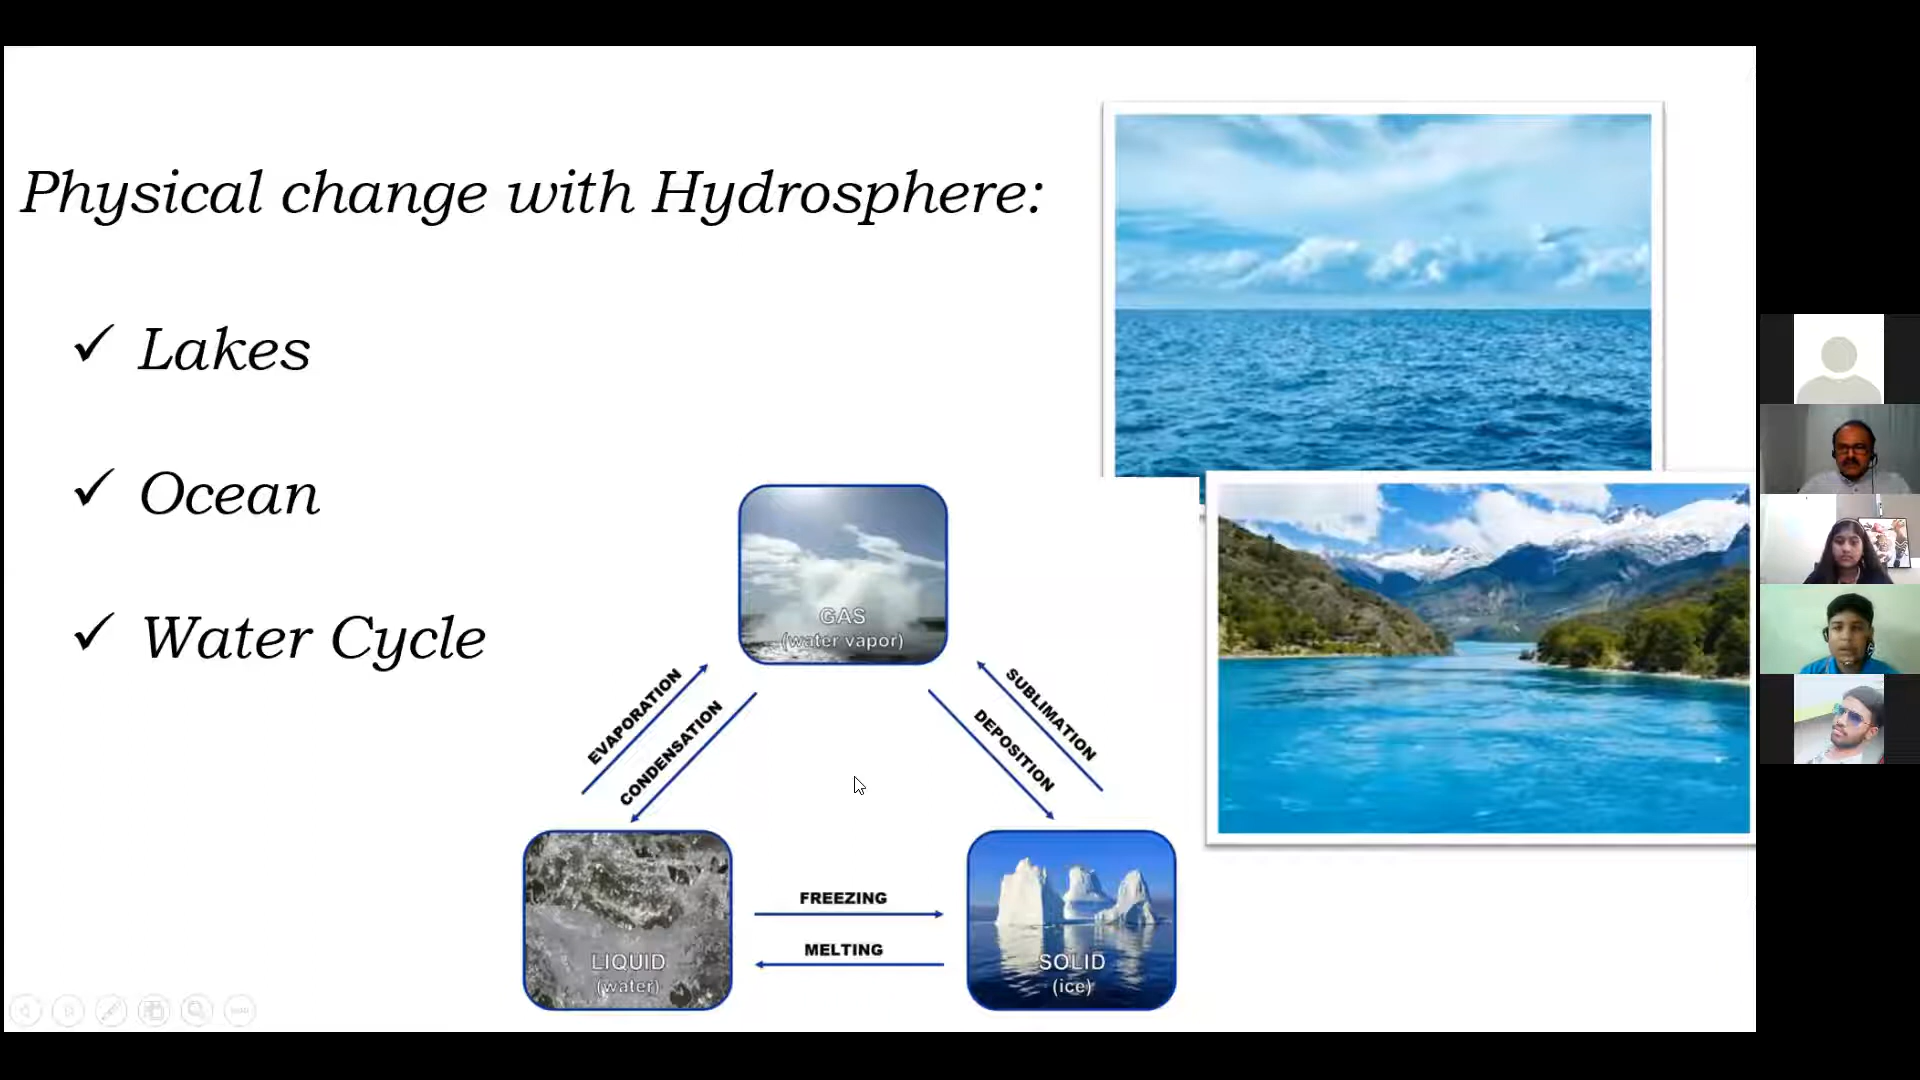 Physical change with Hydrosphere:
✓ Lakes
✓ Ocean
✓ Water Cycle
GAS
(water vapor)
EVAPORATION
CONDENSATION
SUBLIMATION
DEPOSITION
FREEZING
MELTING
LIQUID
(water)
SOLID
(ice)